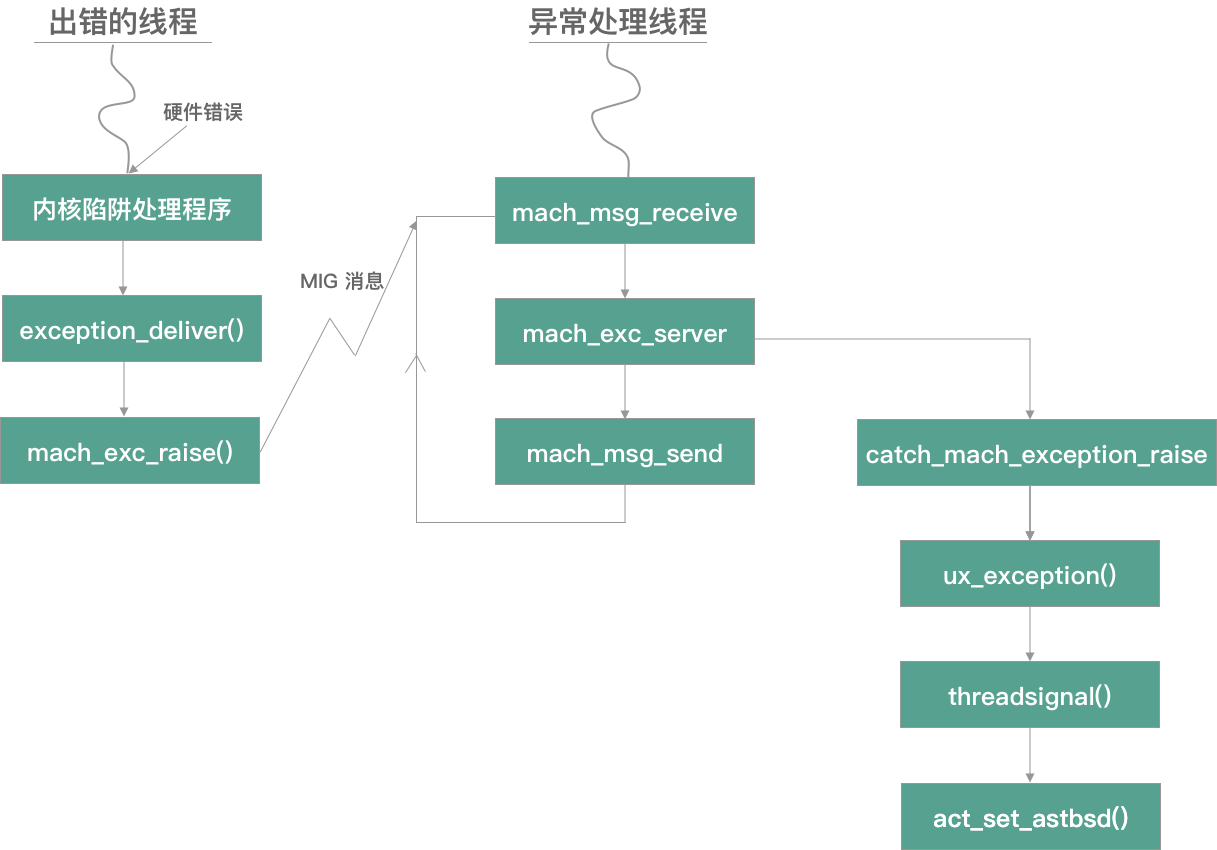 出错的线程
异常处理线程
硬件错误
内核陷阱处理程序
mach_msg_receive
MIG 消息
exception_deliver()
mach_exc_server
mach_exc_raise()
mach_msg_send
catch_mach_exception_raise
ux_exception()
threadsignal()
act_set_astbsd()